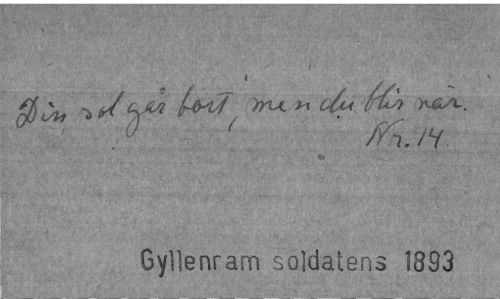 Din sol går bort, men du blir när.
Nr. 14.
Gyllenram soldatens 1893